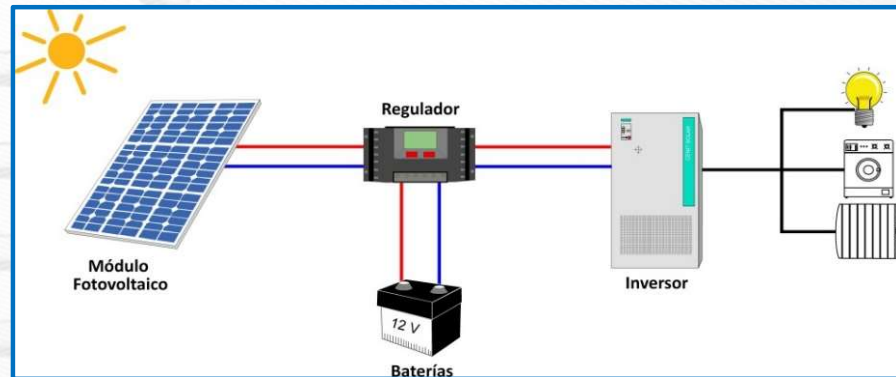 Regulador
Módulo
Fotovoltaico
12 V
Baterías
Inversor